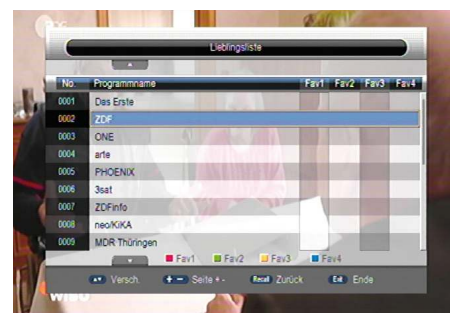 Lieblingsliste
No. Programmname Fav1 Fav2 Fav3 Fav4
0001 Das Erste
0002 ZDF
0003 ONE
0004 arte
0005 PHOENIX
0006 3sat
0007 ZDFinfo
0008 neo/KiKA
0009 MDR Thüringen
Fav1 Fav2 Fav3 Fav4
Versch. + - Seite + - Recall Zurück Exit Ende